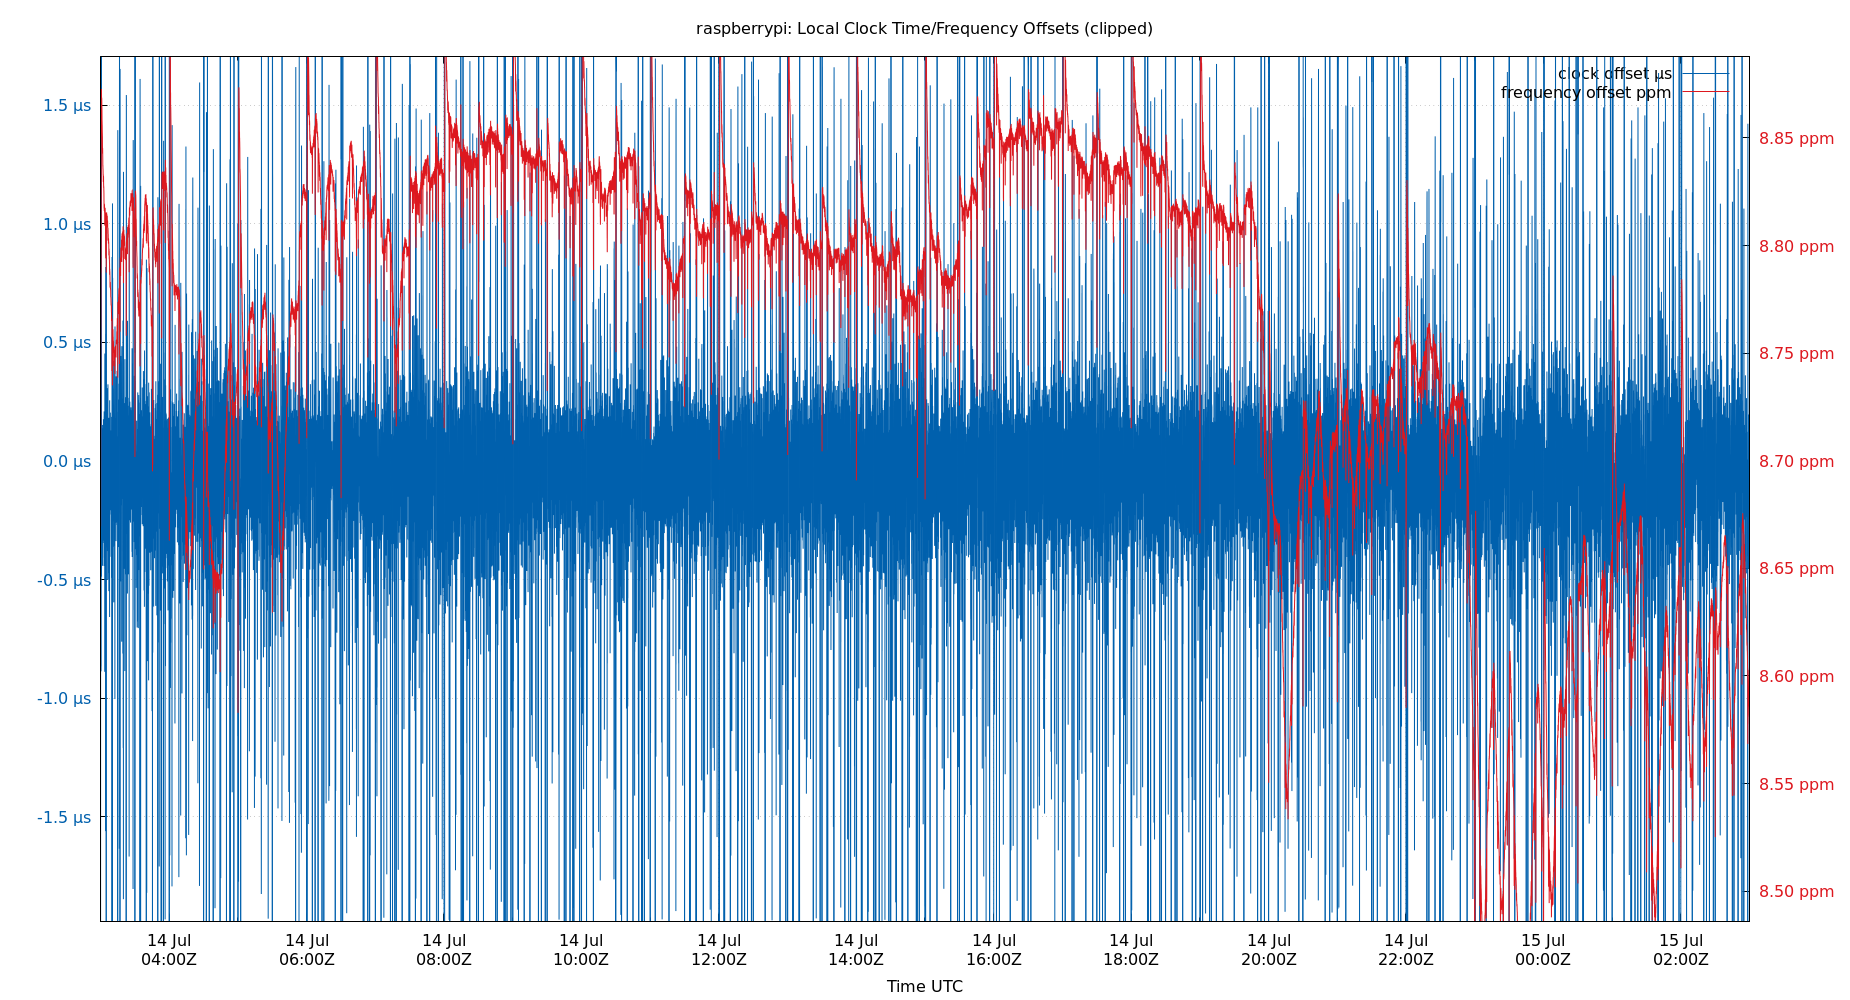 raspberrypi: Local Clock Time/Frequency Offsets (clipped)
clock offset µs
frequency offset ppm
1.5 µs
1.0 µs
0.5 µs
0.0 µs
-0.5 µs
-1.0 µs
-1.5 µs
8.85 ppm
8.80 ppm
8.75 ppm
8.70 ppm
8.65 ppm
8.60 ppm
8.55 ppm
8.50 ppm
14 Jul 14 Jul 14 Jul 14 Jul 14 Jul 14 Jul 14 Jul 14 Jul 14 Jul 14 Jul 15 Jul 15 Jul
04:00Z 06:00Z 08:00Z 10:00Z 12:00Z 14:00Z 16:00Z 18:00Z 20:00Z 22:00Z 00:00Z 02:00Z
Time UTC